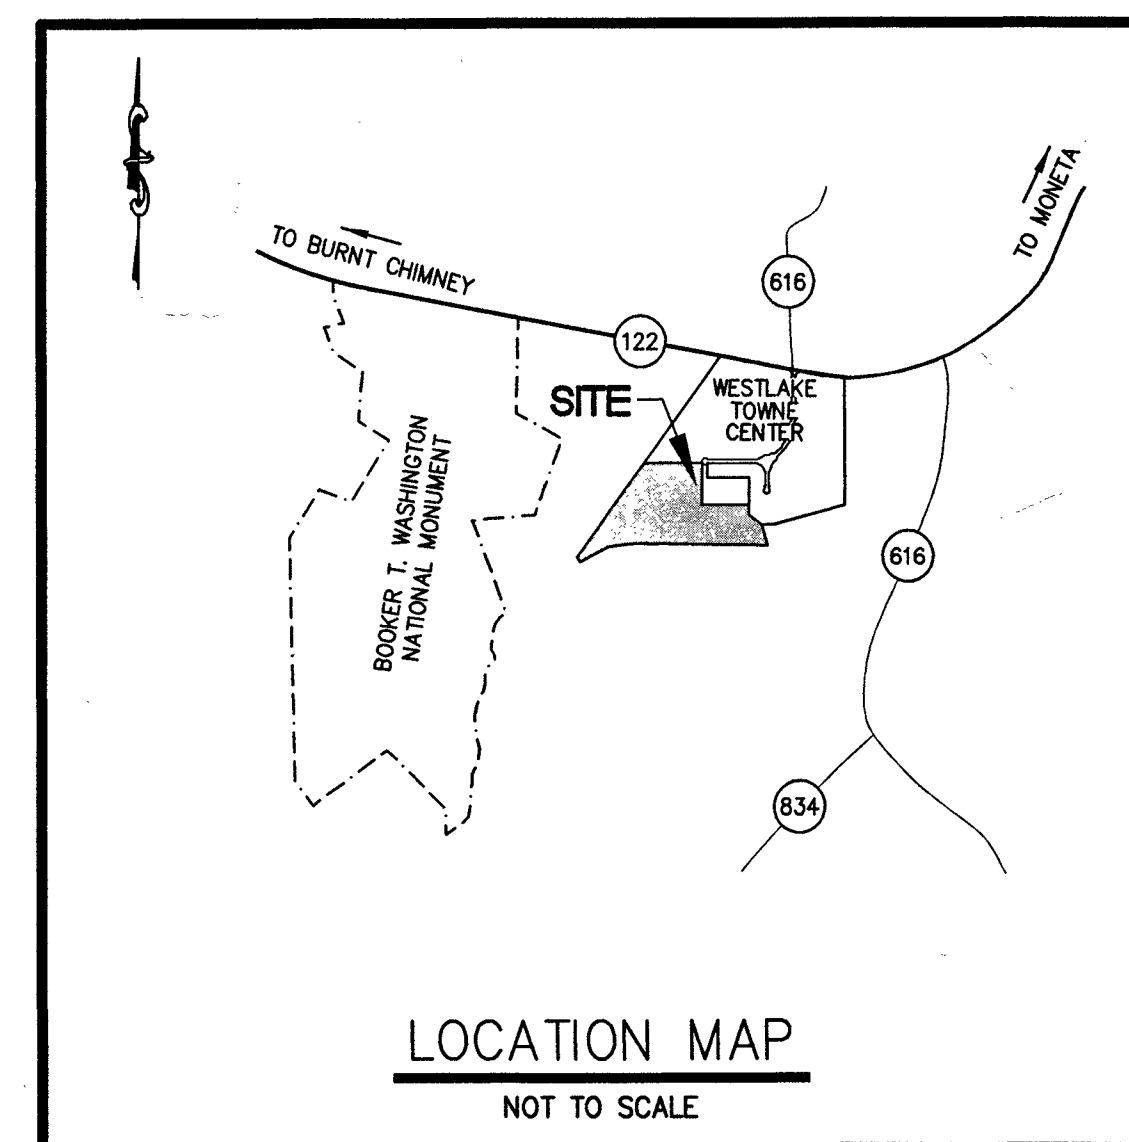 TO MONETA
TO BURNT CHIMNEY
616
122
WESTLAKE
TOWNE
CENTER
SITE
BOOKER T. WASHINGTON
NATIONAL MONUMENT
616
834
LOCATION MAP
NOT TO SCALE